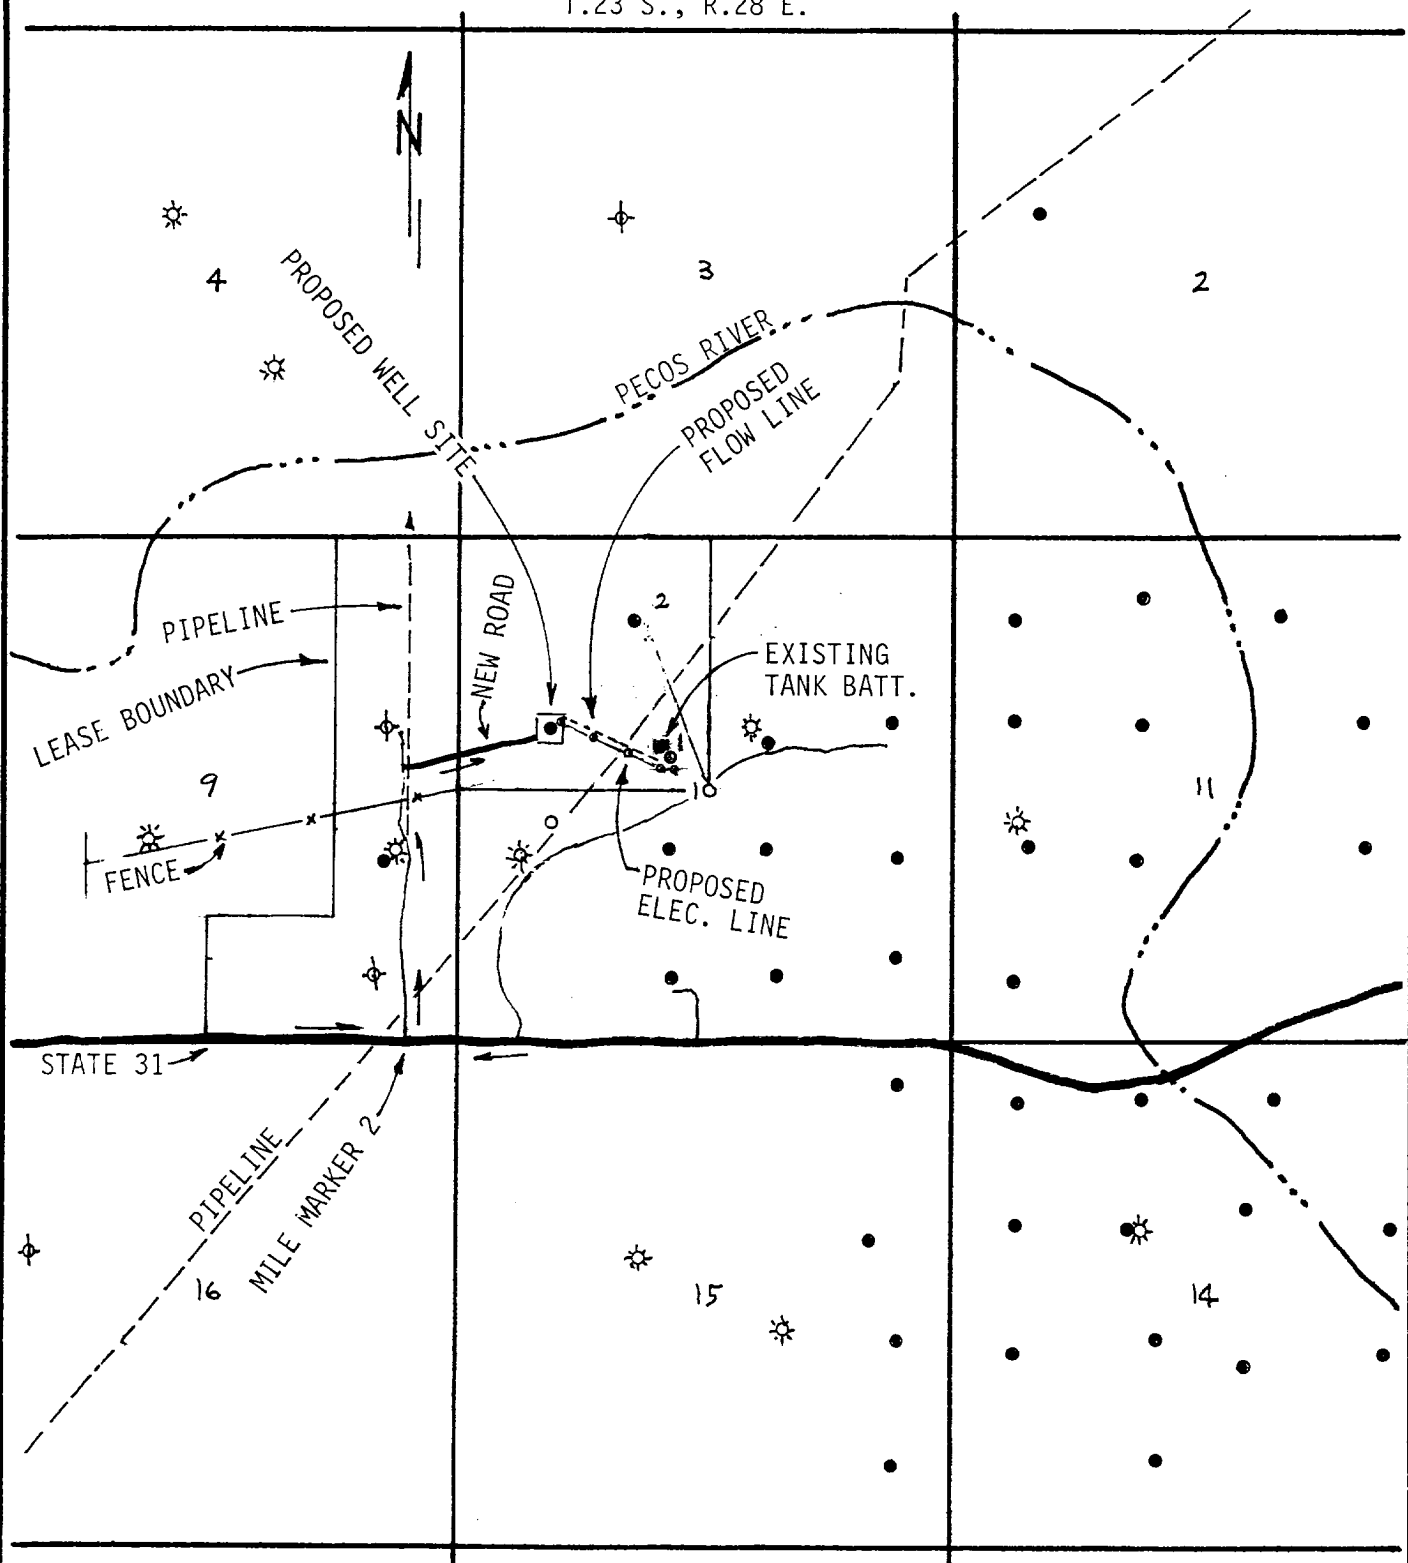 T.23 S., R.28 E.
N
4
3
2
PROPOSED WELL SITE
PECOS RIVER
PROPOSED
FLOW LINE
PIPELINE
NEW ROAD
2
EXISTING
TANK BATT.
LEASE BOUNDARY
1
9
1
11
FENCE
PROPOSED
ELEC. LINE
STATE 31
PIPELINE
MILE MARKER 2
16
15
14